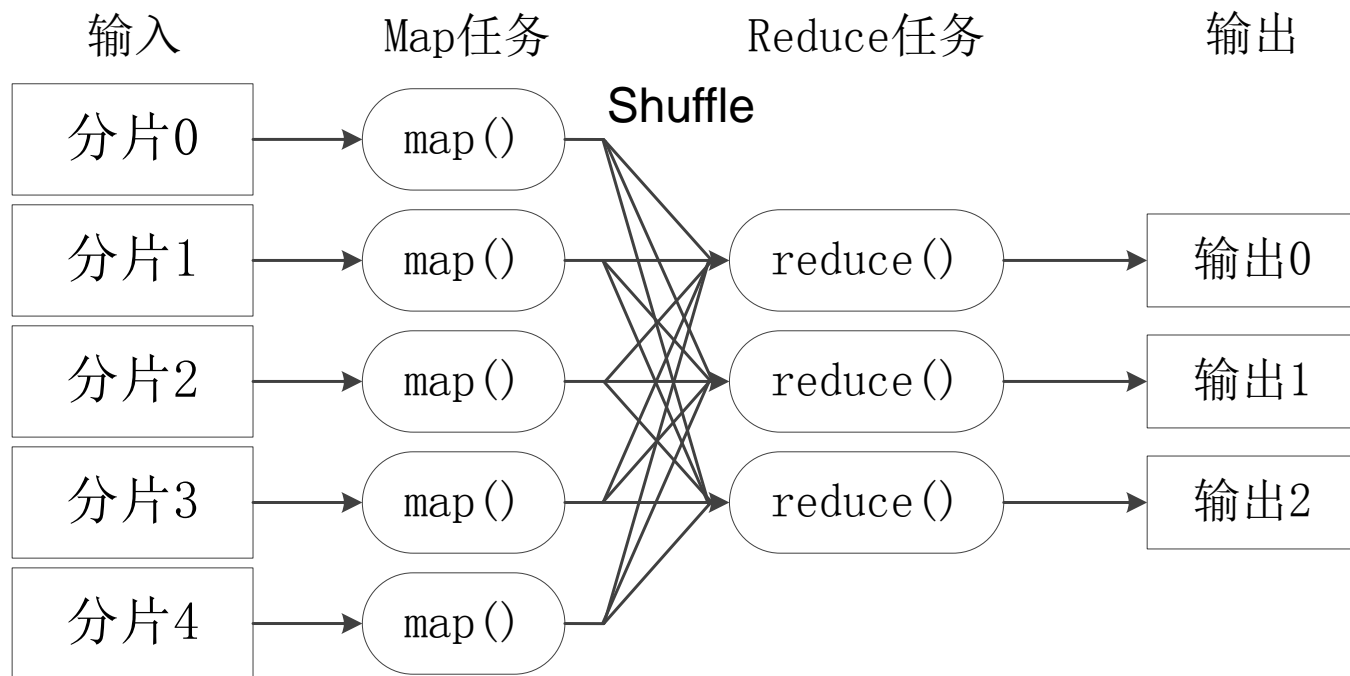 输入 Map任务 Reduce任务 输出
Shuffle
分片0 map()
分片1 map() reduce() 输出0
分片2 map() reduce() 输出1
分片3 map() reduce() 输出2
分片4 map()